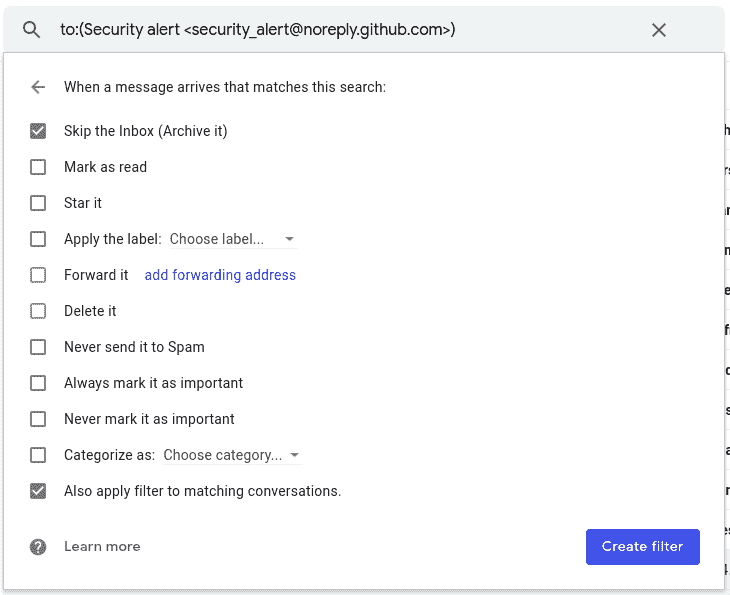 to:(Security alert <security_alert@noreply.github.com>)
When a message arrives that matches this search:
Skip the Inbox (Archive it)
Mark as read
Star it
Apply the label: Choose label...
Forward it add forwarding address
Delete it
Never send it to Spam
Always mark it as important
Never mark it as important
Categorize as: Choose category...
Also apply filter to matching conversations.
Learn more
Create filter